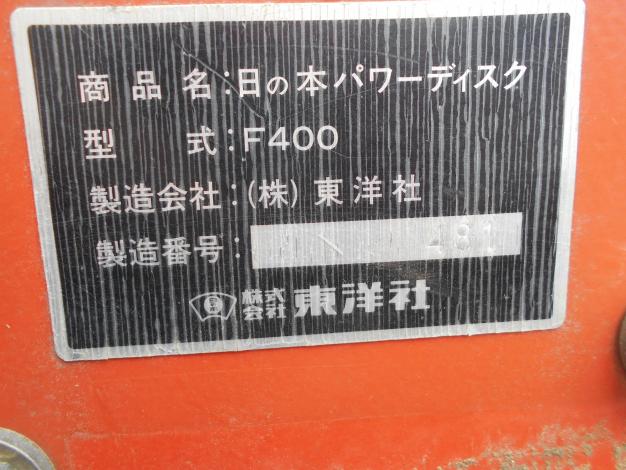 商品名:日の本パワーディスク
型式:F400
製造会社:(株)東洋社
製造番号: 481
株式会社 東洋社